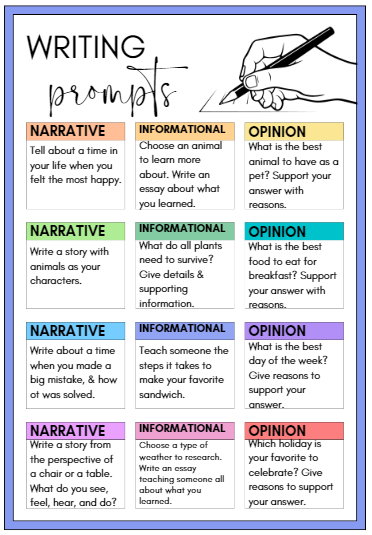 WRITING
prompts
NARRATIVE
Tell about a time in
your life when you
felt the most happy.
INFORMATIONAL
Choose an animal
to learn more
about. Write an
essay about what
you learned.
OPINION
What is the best
animal to have as a
pet? Support your
answer with
reasons.
NARRATIVE
Write a story with
animals as your
characters.
INFORMATIONAL
What do all plants
need to survive?
Give details &
supporting
information.
OPINION
What is the best
food to eat for
breakfast? Support
your answer with
reasons.
NARRATIVE
Write about a time
when you made a
big mistake, & how
ot was solved.
INFORMATIONAL
Teach someone the
steps it takes to
make your favorite
sandwich.
OPINION
What is the best
day of the week?
Give reasons to
support your
answer.
NARRATIVE
Write a story from
the perspective of
a chair or a table.
What do you see,
feel, hear, and do?
INFORMATIONAL
Choose a type of
weather to research.
Write an essay
teaching someone all
about what you
learned.
OPINION
Which holiday is
your favorite to
celebrate? Give
reasons to support
your answer.